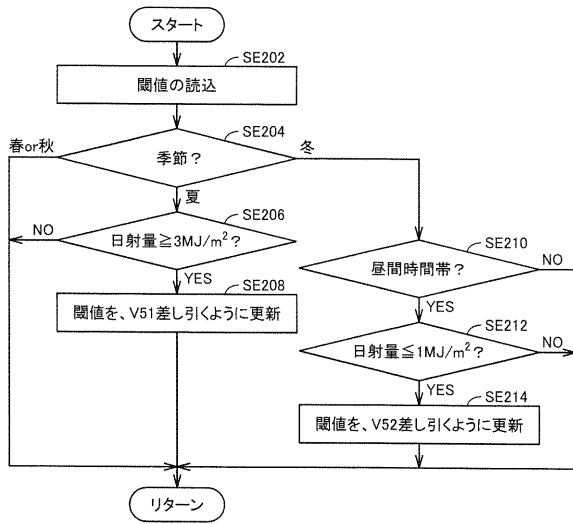 スタート
SE202
閾値の読込
SE204
春or秋
季節？
冬
夏
SE206
NO
日射量≧3MJ/m²？
SE210
昼間時間帯？
NO
YES
SE208
閾値を、V51差し引くように更新
YES
SE212
日射量≦1MJ/m²？
NO
YES
SE214
閾値を、V52差し引くように更新
リターン